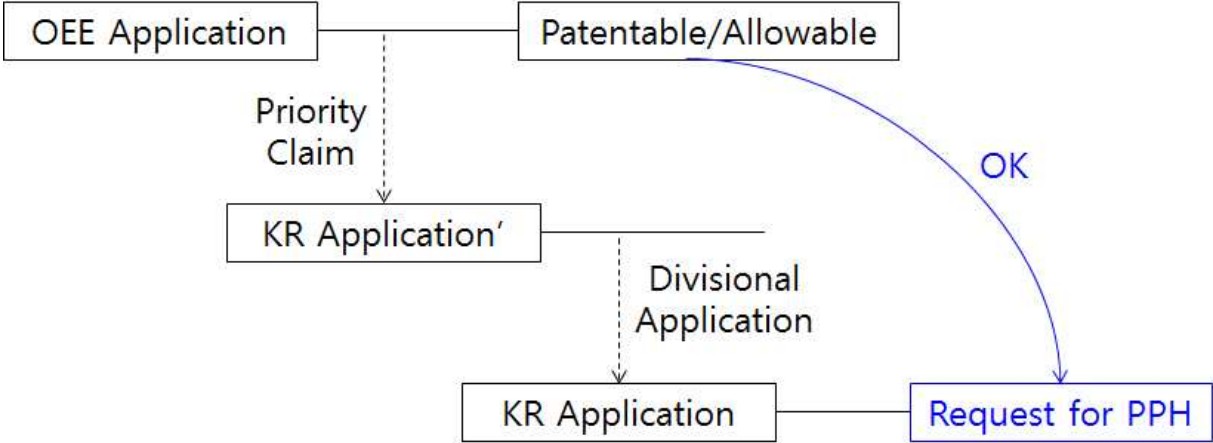 OEE Application
Patentable/Allowable
Priority
Claim
OK
KR Application’
Divisional
Application
KR Application
Request for PPH